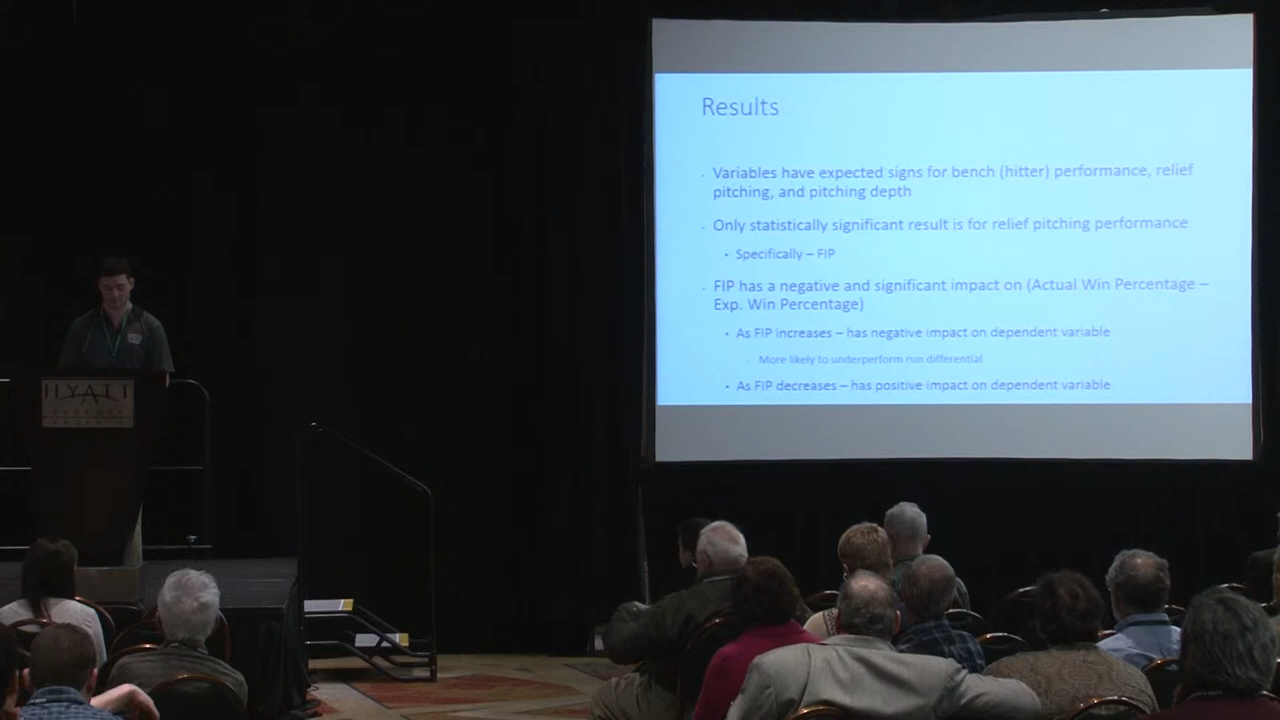 Results
Variables have expected signs for bench (hitter) performance, relief
pitching, and pitching depth
Only statistically significant result is for relief pitching performance
Specifically – FIP
FIP has a negative and significant impact on (Actual Win Percentage –
Exp. Win Percentage)
As FIP increases – has negative impact on dependent variable
More likely to underperform run differential
As FIP decreases – has positive impact on dependent variable
HYATT
REGENCY
PHOENIX